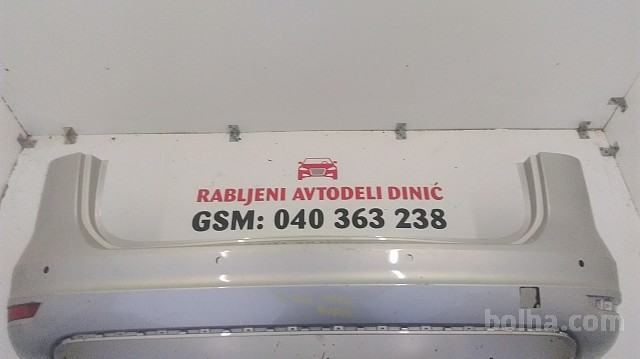 RABLJENI AVTODELI DINIĆ
GSM: 040 363 238
bolha.com